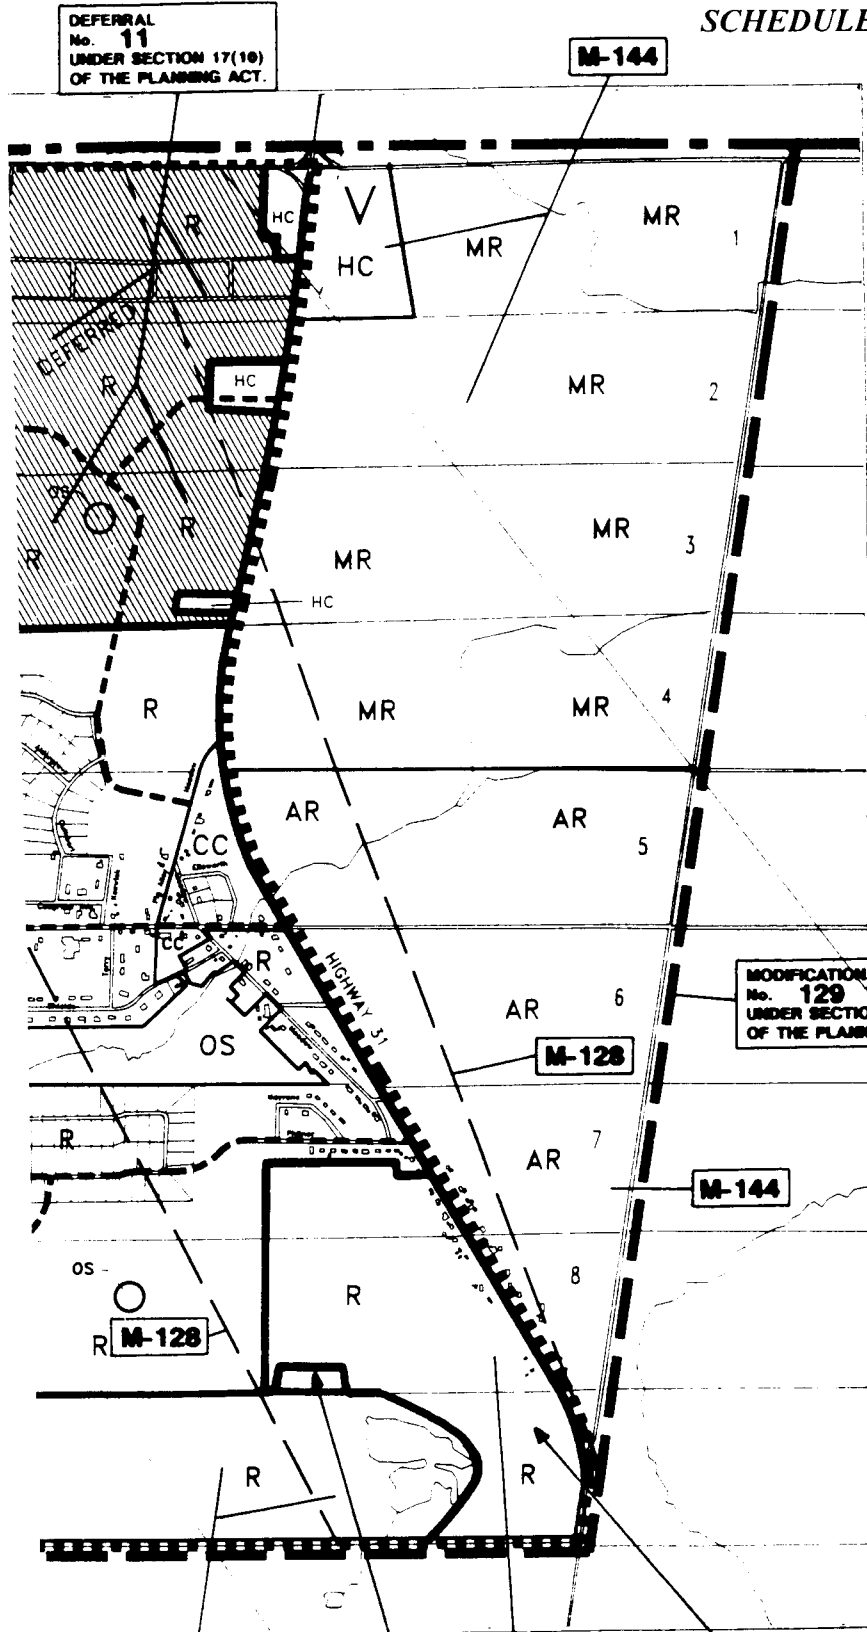 SCHEDULE
DEFERRAL
No. 11
UNDER SECTION 17(10)
OF THE PLANNING ACT.
M-144
V
HC
R
HC
MR
MR
1
DEFERRED
R
HC
MR
2
OS
R
R
MR
MR
3
HC
R
MR
MR
4
AR
AR
5
CC
CC
R
HIGHWAY 31
AR
6
MODIFICATION
No. 129
UNDER SECTIO
OF THE PLANN
OS
M-128
R
AR
7
M-144
OS
8
R
R
M-128
R
R